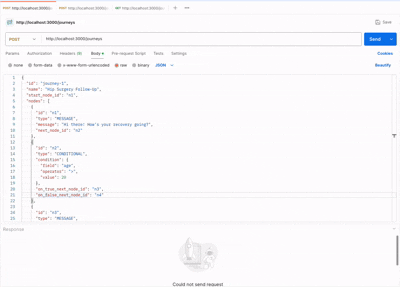 POST http://localhost:3000/journeys
POST http://localhost:3000/j
GET http://localhost:3000/jo
http://localhost:3000/journeys
Save
POST
http://localhost:3000/journeys
Send
Params Authorization Headers (8) Body Pre-request Script Tests Settings Cookies
none form-data x-www-form-urlencoded raw binary JSON Beautify
1 {
2 "id": "journey-1",
3 "name": "Hip Surgery Follow-Up",
4 "start_node_id": "n1",
5 "nodes": [
6 {
7 "id": "n1",
8 "type": "MESSAGE",
9 "message": "Hi there! How's your recovery going?",
10 "next_node_id": "n2"
11 },
12 {
13 "id": "n2",
14 "type": "CONDITIONAL",
15 "condition": {
16 "field": "age",
17 "operator": ">",
18 "value": 20
19 },
20 "on_true_next_node_id": "n3",
21 "on_false_next_node_id": "n4"
22 },
23 {
24 "id": "n3",
25 "type": "MESSAGE",
Response
Could not send request